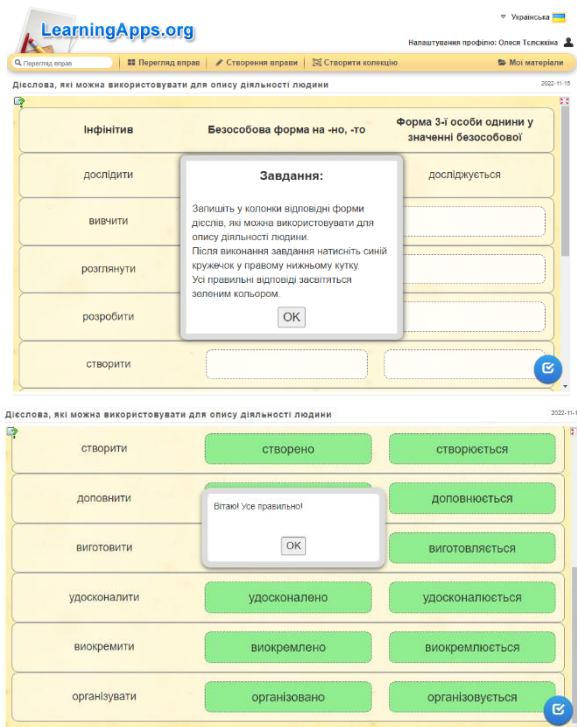 Українська
LearningApps.org
Налаштування профілю: Олеся Тєлєжкіна
Перегляд вправ
Перегляд вправ
Створення вправи
Створити колекцію
Мої матеріали
Дієслова, які можна використовувати для опису діяльності людини
2022-11-15
Інфінітив
Безособова форма на -но, -то
Форма 3-ї особи однини у
значенні безособової
дослідити
досліджується
вивчити
розглянути
розробити
створити
Завдання:
Запишіть у колонки відповідні форми
дієслів, які можна використовувати для
опису діяльності людини.
Після виконання завдання натисніть синій
кружечок у правому нижньому кутку.
Усі правильні відповіді засвітяться
зеленим кольором.
OK
Дієслова, які можна використовувати для опису діяльності людини
2022-11-1
створити
створено
створюється
доповнити
доповнюється
Вітаю! Усе правильно!
OK
виготовити
виготовляється
удосконалити
удосконалено
удосконалюється
виокремити
виокремлено
виокремлюється
організувати
організовано
організовується